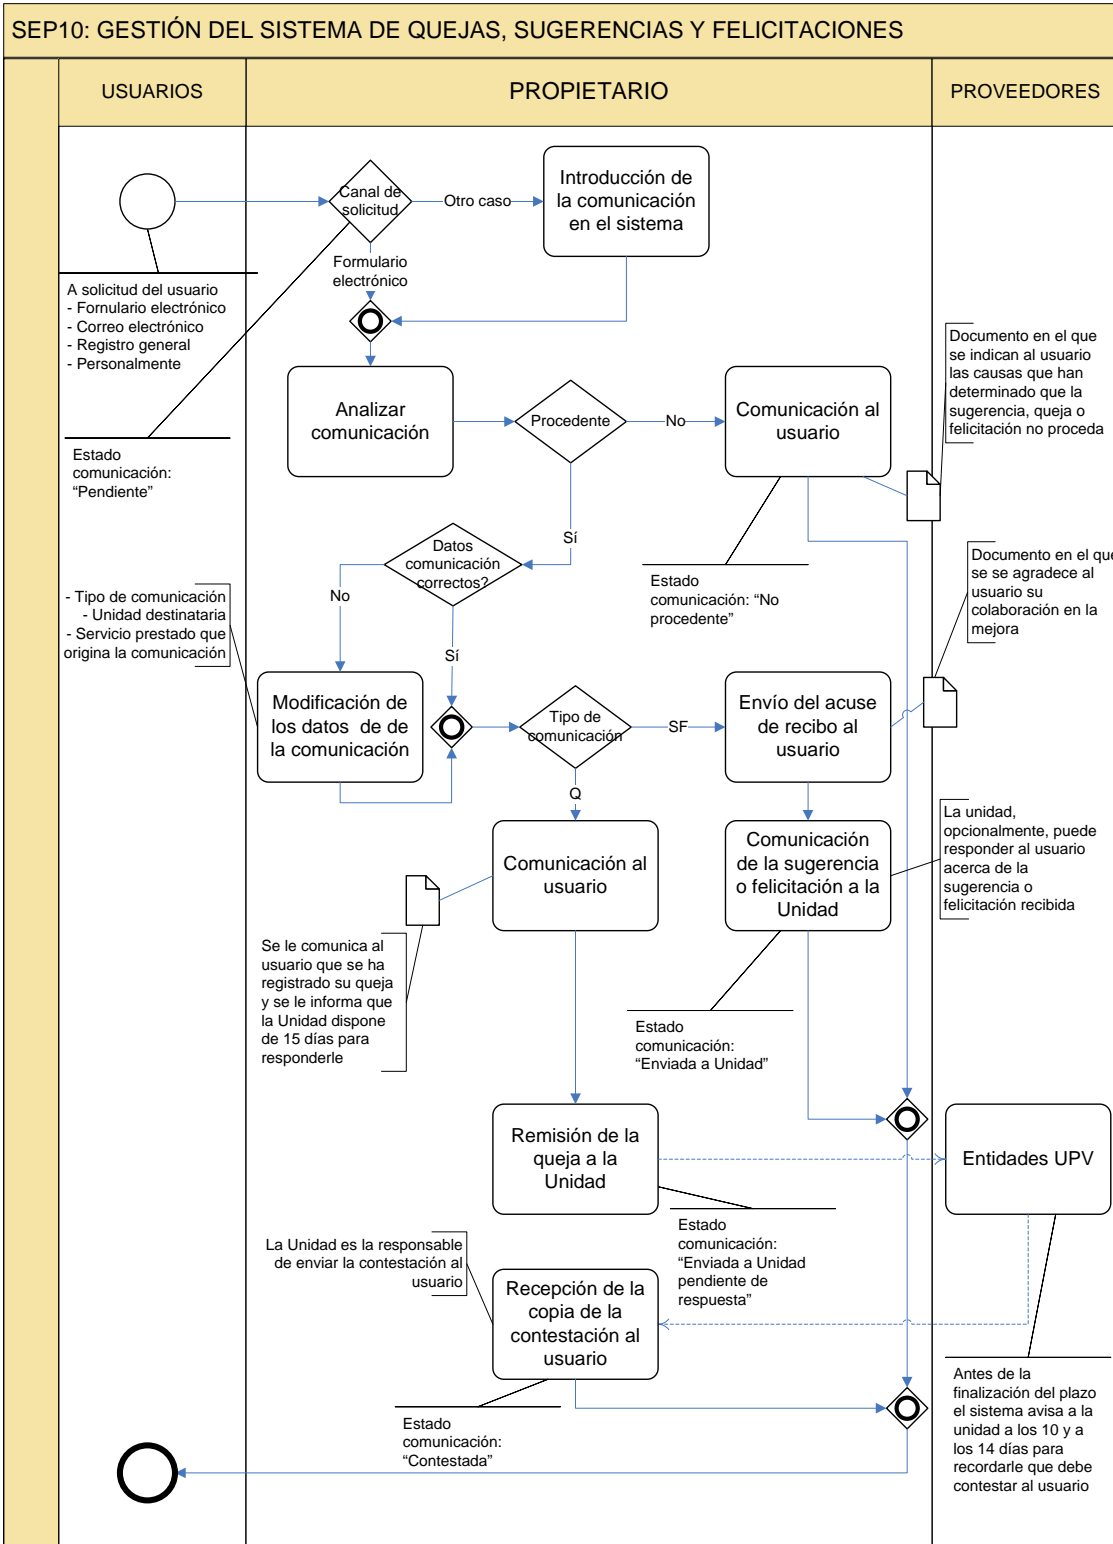 SEP10: GESTIÓN DEL SISTEMA DE QUEJAS, SUGERENCIAS Y FELICITACIONES
USUARIOS
PROPIETARIO
PROVEEDORES
Canal de
solicitud
Otro caso
Introducción de
la comunicación
en el sistema
Formulario
electrónico
A solicitud del usuario
- Fornulario electrónico
- Correo electrónico
- Registro general
- Personalmente
Estado
comunicación:
“Pendiente”
Analizar
comunicación
Procedente
No
Comunicación al
usuario
Documento en el que
se indican al usuario
las causas que han
determinado que la
sugerencia, queja o
felicitación no proceda
Sí
Datos
comunicación
correctos?
No
Sí
Estado
comunicación: “No
procedente”
Documento en el que
se se agradece al
usuario su
colaboración en la
mejora
- Tipo de comunicación
- Unidad destinataria
- Servicio prestado que
origina la comunicación
Modificación de
los datos de de
la comunicación
Tipo de
comunicación
SF
Envío del acuse
de recibo al
usuario
Q
Comunicación al
usuario
Comunicación
de la sugerencia
o felicitación a la
Unidad
La unidad,
opcionalmente, puede
responder al usuario
acerca de la
sugerencia o
felicitación recibida
Se le comunica al
usuario que se ha
registrado su queja
y se le informa que
la Unidad dispone
de 15 días para
responderle
Estado
comunicación:
“Enviada a Unidad”
Remisión de la
queja a la
Unidad
Entidades UPV
Estado
comunicación:
“Enviada a Unidad
pendiente de
respuesta”
La Unidad es la responsable
de enviar la contestación al
usuario
Recepción de la
copia de la
contestación al
usuario
Estado
comunicación:
“Contestada”
Antes de la
finalización del plazo
el sistema avisa a la
unidad a los 10 y a
los 14 días para
recordarle que debe
contestar al usuario